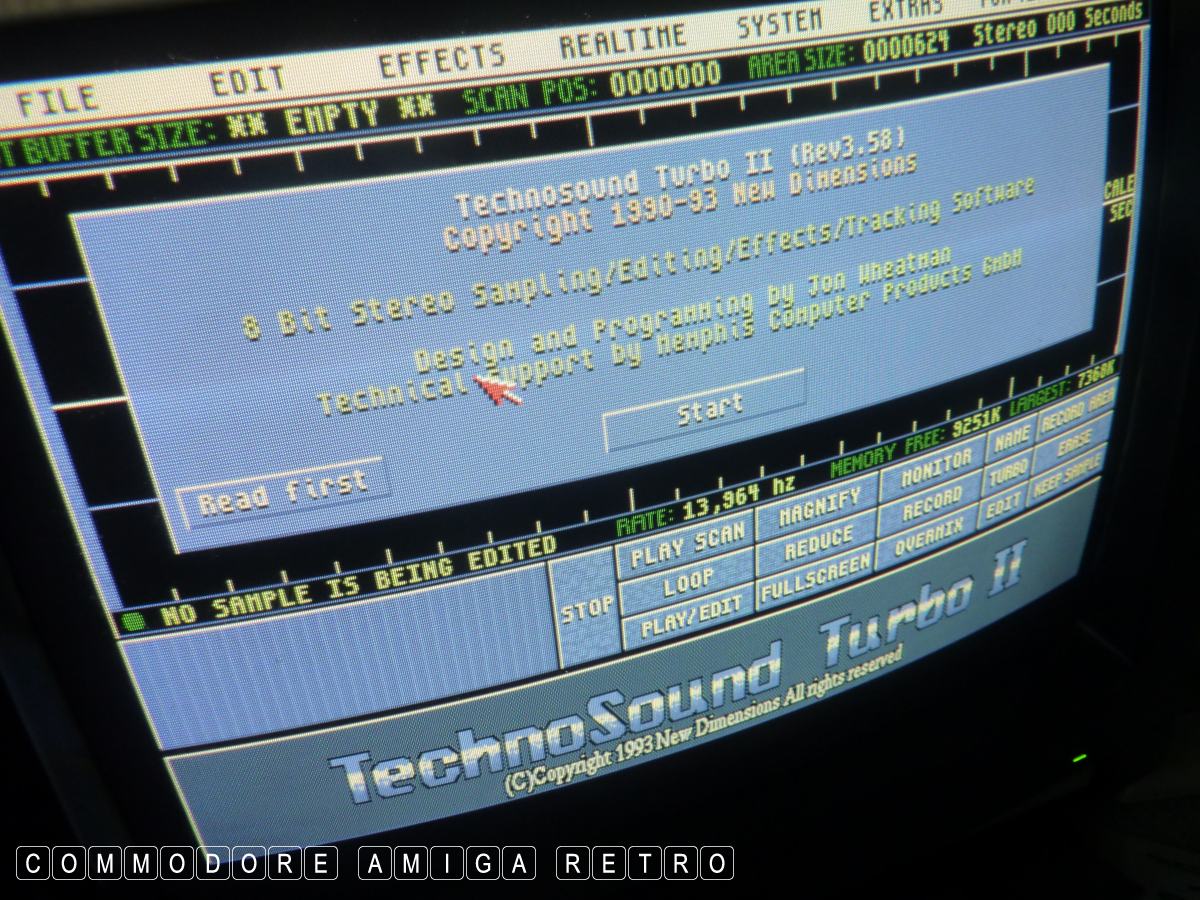 FILE EDIT EFFECTS REALTIME SYSTEM EXTRAS
T BUFFER SIZE: ** EMPTY ** SCAN POS: 0000000 AREA SIZE: 0000624 Stereo 000 Seconds
Technosound Turbo II (Rev3.58)
Copyright 1990-93 New Dimensions
8 Bit Stereo Sampling/Editing/Effects/Tracking Software
Design and Programming by Jon Wheatman
Technical Support by Memphis Computer Products GmbH
Start
Read first
CALE
SEC
NO SAMPLE IS BEING EDITED RATE: 13,964 hz MEMORY FREE: 9251K LARGEST: 7368K
STOP
PLAY SCAN MAGNIFY MONITOR NAME RECORD AREA
LOOP REDUCE RECORD TURBO ERASE
PLAY/EDIT FULLSCREEN OVERMIX EDIT KEEP SAMPLE
TechnoSound Turbo II
(C)Copyright 1993 New Dimensions All rights reserved
COMMODORE AMIGA RETRO